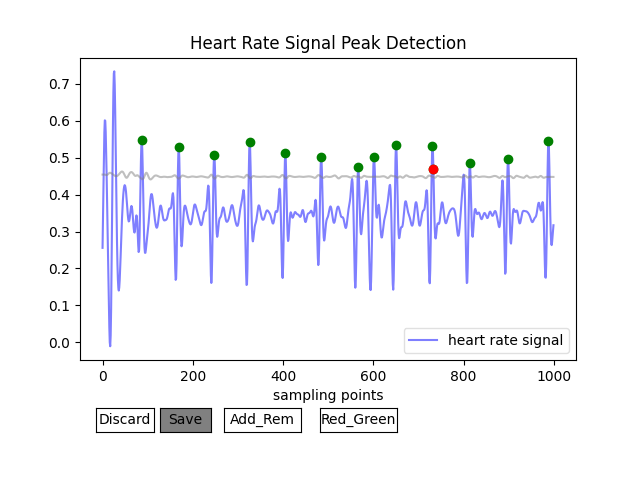 Heart Rate Signal Peak Detection
0.7
0.6
0.5
0.4
0.3
0.2
0.1
0.0
heart rate signal
0 200 400 600 800 1000
sampling points
Discard Save Add_Rem Red_Green